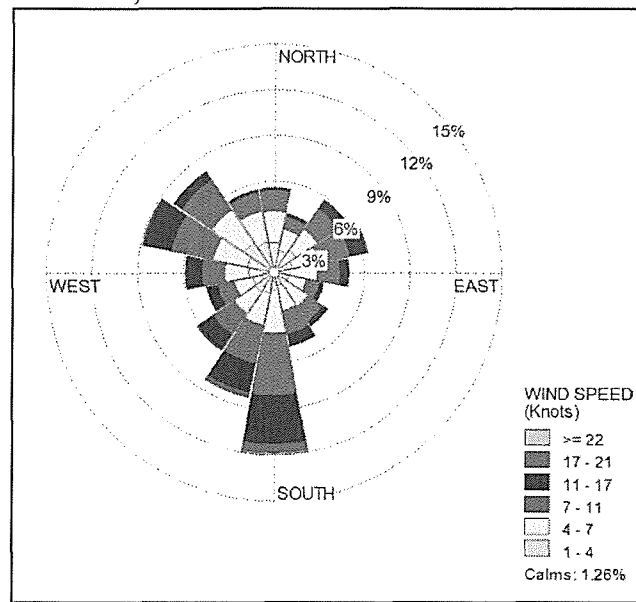 NORTH
15%
12%
9%
6%
3%
WEST
EAST
SOUTH
WIND SPEED
(Knots)
>= 22
17 - 21
11 - 17
7 - 11
4 - 7
1 - 4
Calms: 1.26%